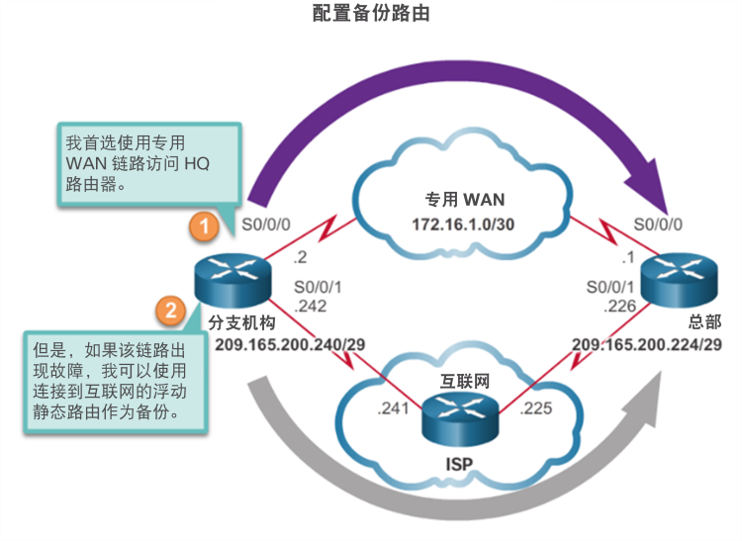 配置备份路由
我首选使用专用
WAN 链路访问 HQ
路由器。
1
S0/0/0
专用 WAN
172.16.1.0/30
S0/0/0
.2
.1
S0/0/1
.242
S0/0/1
.226
2
分支机构
总部
209.165.200.240/29
209.165.200.224/29
但是，如果该链路出
现故障，我可以使用
连接到互联网的浮动
静态路由作为备份。
互联网
.241
.225
ISP